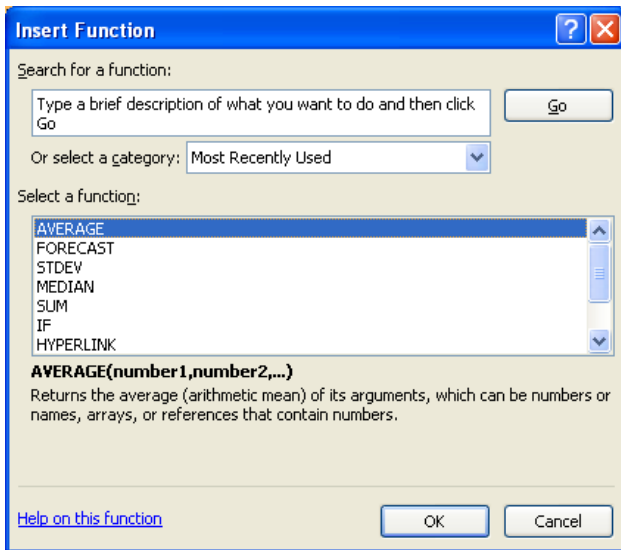 Insert Function
Search for a function:
Type a brief description of what you want to do and then click
Go
Go
Or select a category: Most Recently Used
Select a function:
AVERAGE
FORECAST
STDEV
MEDIAN
SUM
IF
HYPERLINK
AVERAGE(number1,number2,...)
Returns the average (arithmetic mean) of its arguments, which can be numbers or
names, arrays, or references that contain numbers.
Help on this function
OK
Cancel